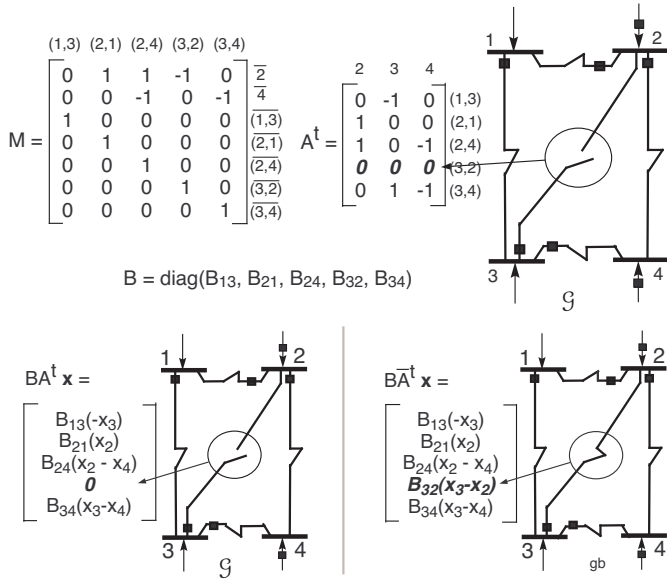 (1,3) (2,1) (2,4) (3,2) (3,4)
M =
0 1 1 -1 0 2̅
0 0 -1 0 -1 4̅
1 0 0 0 0 (1,3)
0 1 0 0 0 (2,1)
0 0 1 0 0 (2,4)
0 0 0 1 0 (3,2)
0 0 0 0 1 (3,4)
2 3 4
Aᵗ =
0 -1 0 (1,3)
1 0 0 (2,1)
1 0 -1 (2,4)
0 0 0 (3,2)
0 1 -1 (3,4)
1 2
3 4
𝒢
B = diag(B₁₃, B₂₁, B₂₄, B₃₂, B₃₄)
BAᵗ x =
B₁₃(-x₃)
B₂₁(x₂)
B₂₄(x₂ - x₄)
0
B₃₄(x₃-x₄)
1 2
3 4
𝒢
BA̅ᵗ x =
B₁₃(-x₃)
B₂₁(x₂)
B₂₄(x₂ - x₄)
B₃₂(x₃-x₂)
B₃₄(x₃-x₄)
1 2
3 4
gb